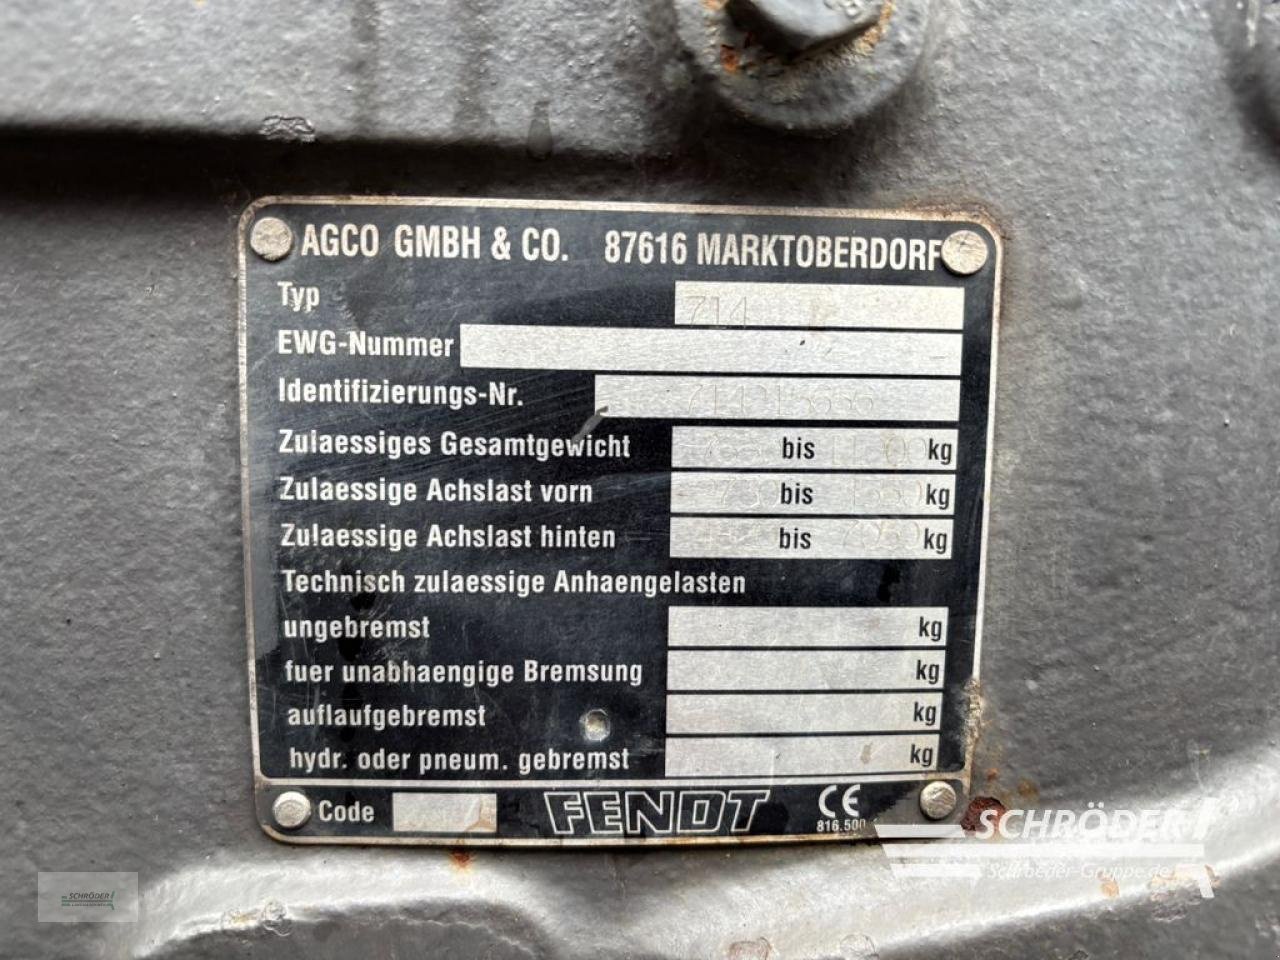 AGCO GMBH & CO. 87616 MARKTOBERDORF
Typ 714
EWG-Nummer
Identifizierungs-Nr.
Zulaessiges Gesamtgewicht bis kg
Zulaessige Achslast vorn bis kg
Zulaessige Achslast hinten bis kg
Technisch zulaessige Anhaengelasten
ungebremst kg
fuer unabhaengige Bremsung kg
auflaufgebremst kg
hydr. oder pneum. gebremst kg
Code FENDT CE
816.500
SCHRÖDER
Schroeder-Gruppe.de
SCHRÖDER